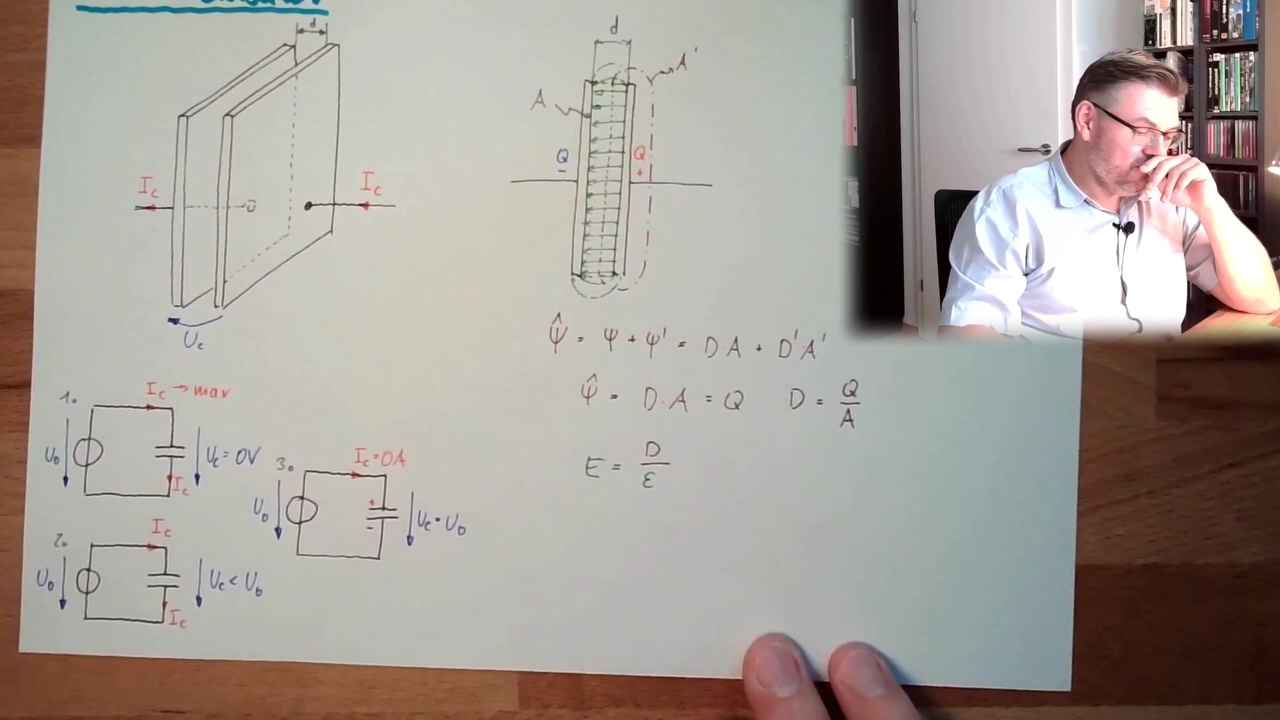 d
I_c
I_c
U_c
d
A'
A
Q
-
Q
+
Ψ̂ = Ψ + Ψ' = DA + D'A'
Ψ̂ = D·A = Q D = Q/A
E = D/ε
1.
I_c → max
U_0
U_c = 0V
I_c
2.
I_c
U_0
U_c < U_0
I_c
3.
I_c = 0A
U_0
+
-
U_c = U_0